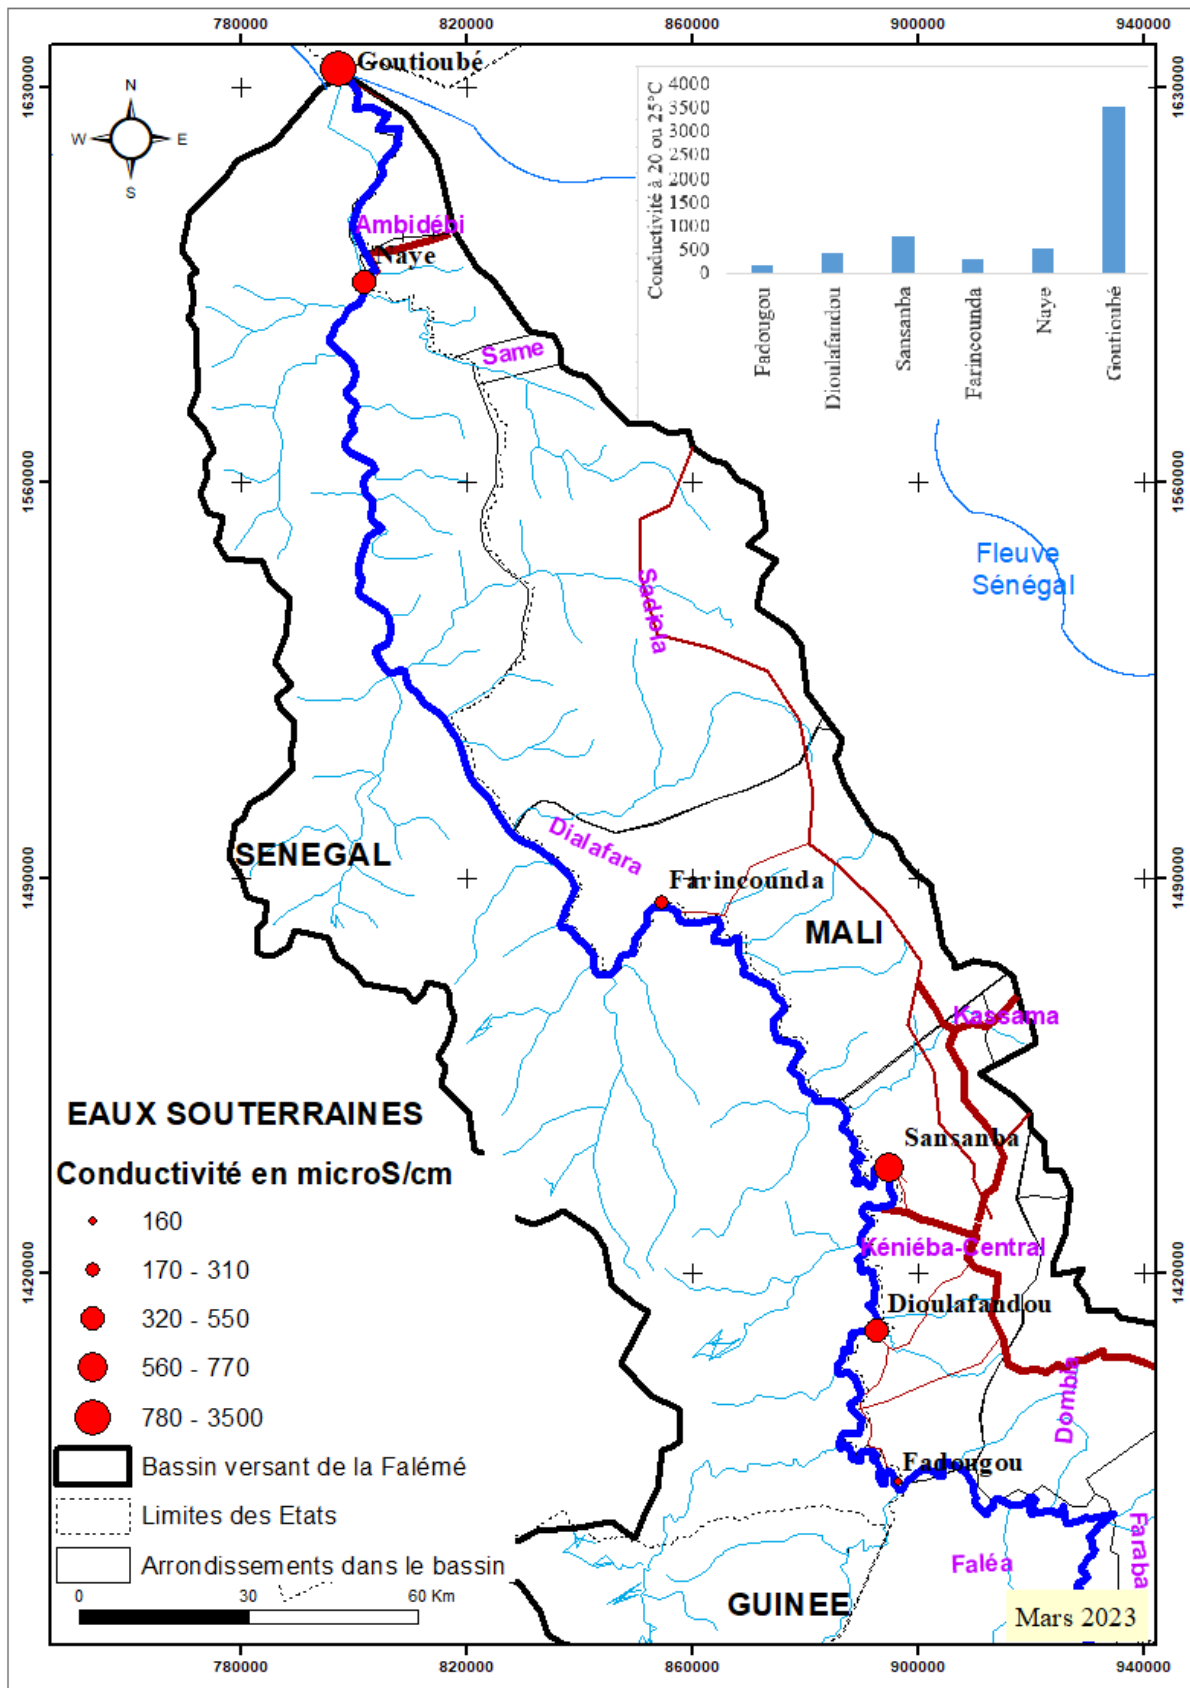 780000
820000
860000
900000
940000
1630000
1630000
Goutioubé
N
W
E
S
Conductivité à 20 ou 25°C
4000
3500
3000
2500
2000
1500
1000
500
0
Fadougou
Dioulafandou
Sansanba
Farincounda
Naye
Goutioubé
Ambidébi
Naye
Same
1560000
1560000
Fleuve
Sénégal
Sadiola
Dialafara
SENEGAL
1490000
1490000
Farincounda
MALI
Kassama
Sansanba
Kéniéba-Central
1420000
1420000
Dioulafandou
Dombia
Fadougou
Faléa
Faraba
GUINEE
Mars 2023
EAUX SOUTERRAINES
Conductivité en microS/cm
160
170 - 310
320 - 550
560 - 770
780 - 3500
Bassin versant de la Falémé
Limites des Etats
Arrondissements dans le bassin
0
30
60 Km
780000
820000
860000
900000
940000